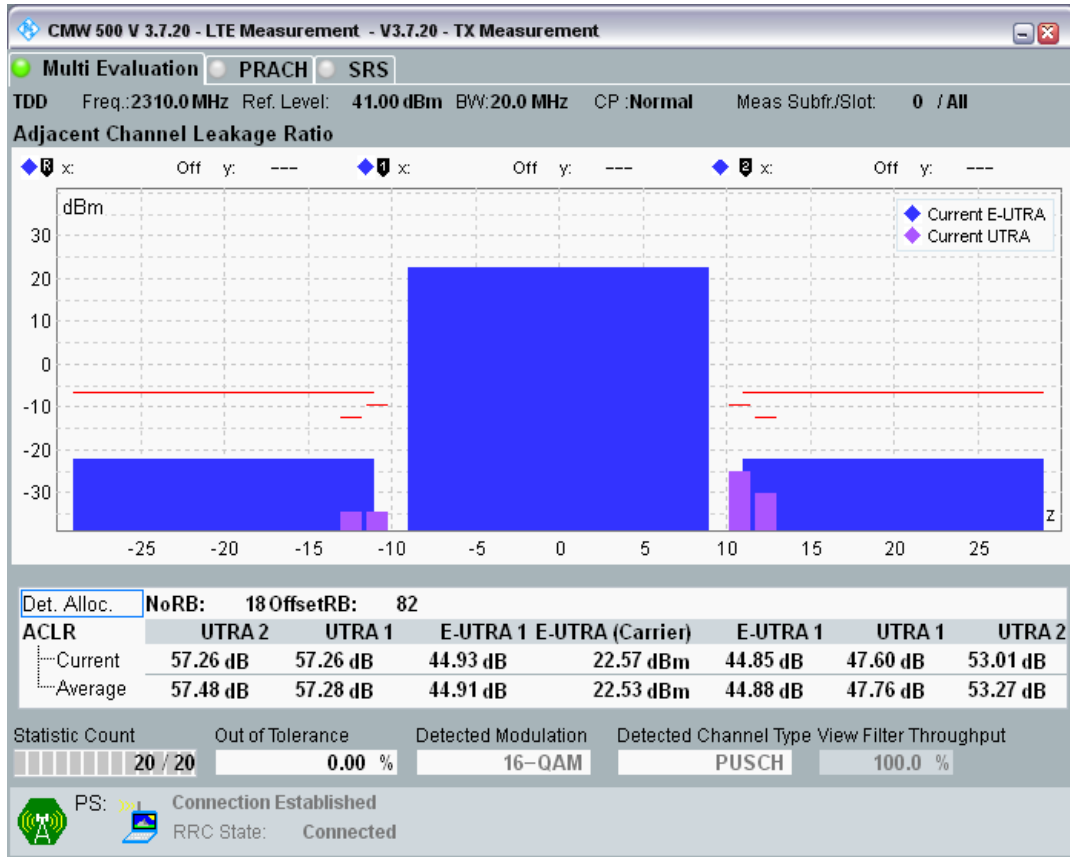 CMW 500 V 3.7.20 - LTE Measurement - V3.7.20 - TX Measurement
Multi Evaluation PRACH SRS
TDD Freq.:2310.0 MHz Ref. Level: 41.00 dBm BW:20.0 MHz CP :Normal Meas Subfr./Slot: 0 / All
Adjacent Channel Leakage Ratio
R x: Off y: --- 1 x: Off y: --- 2 x: Off y: ---
dBm
Current E-UTRA
Current UTRA
30
20
10
0
-10
-20
-30
z
-25 -20 -15 -10 -5 0 5 10 15 20 25
Det. Alloc. NoRB: 18 OffsetRB: 82
ACLR UTRA 2 UTRA 1 E-UTRA 1 E-UTRA (Carrier) E-UTRA 1 UTRA 1 UTRA 2
Current 57.26 dB 57.26 dB 44.93 dB 22.57 dBm 44.85 dB 47.60 dB 53.01 dB
Average 57.48 dB 57.28 dB 44.91 dB 22.53 dBm 44.88 dB 47.76 dB 53.27 dB
Statistic Count Out of Tolerance Detected Modulation Detected Channel Type View Filter Throughput
20 / 20 0.00 % 16-QAM PUSCH 100.0 %
PS: Connection Established
RRC State: Connected